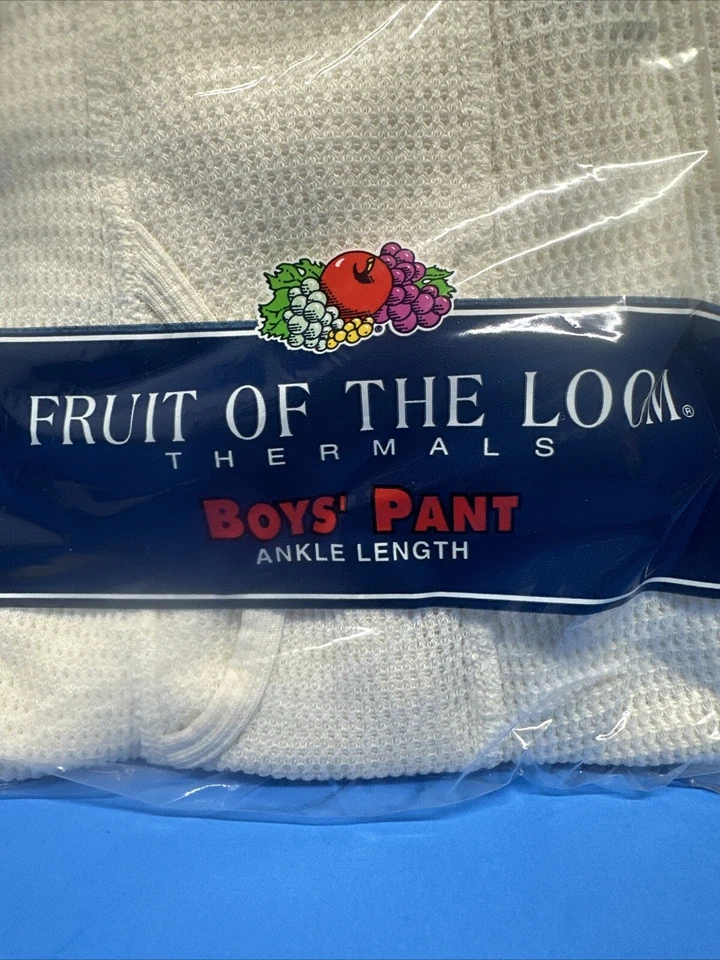 FRUIT OF THE LOOM®
THERMALS
BOYS' PANT
ANKLE LENGTH